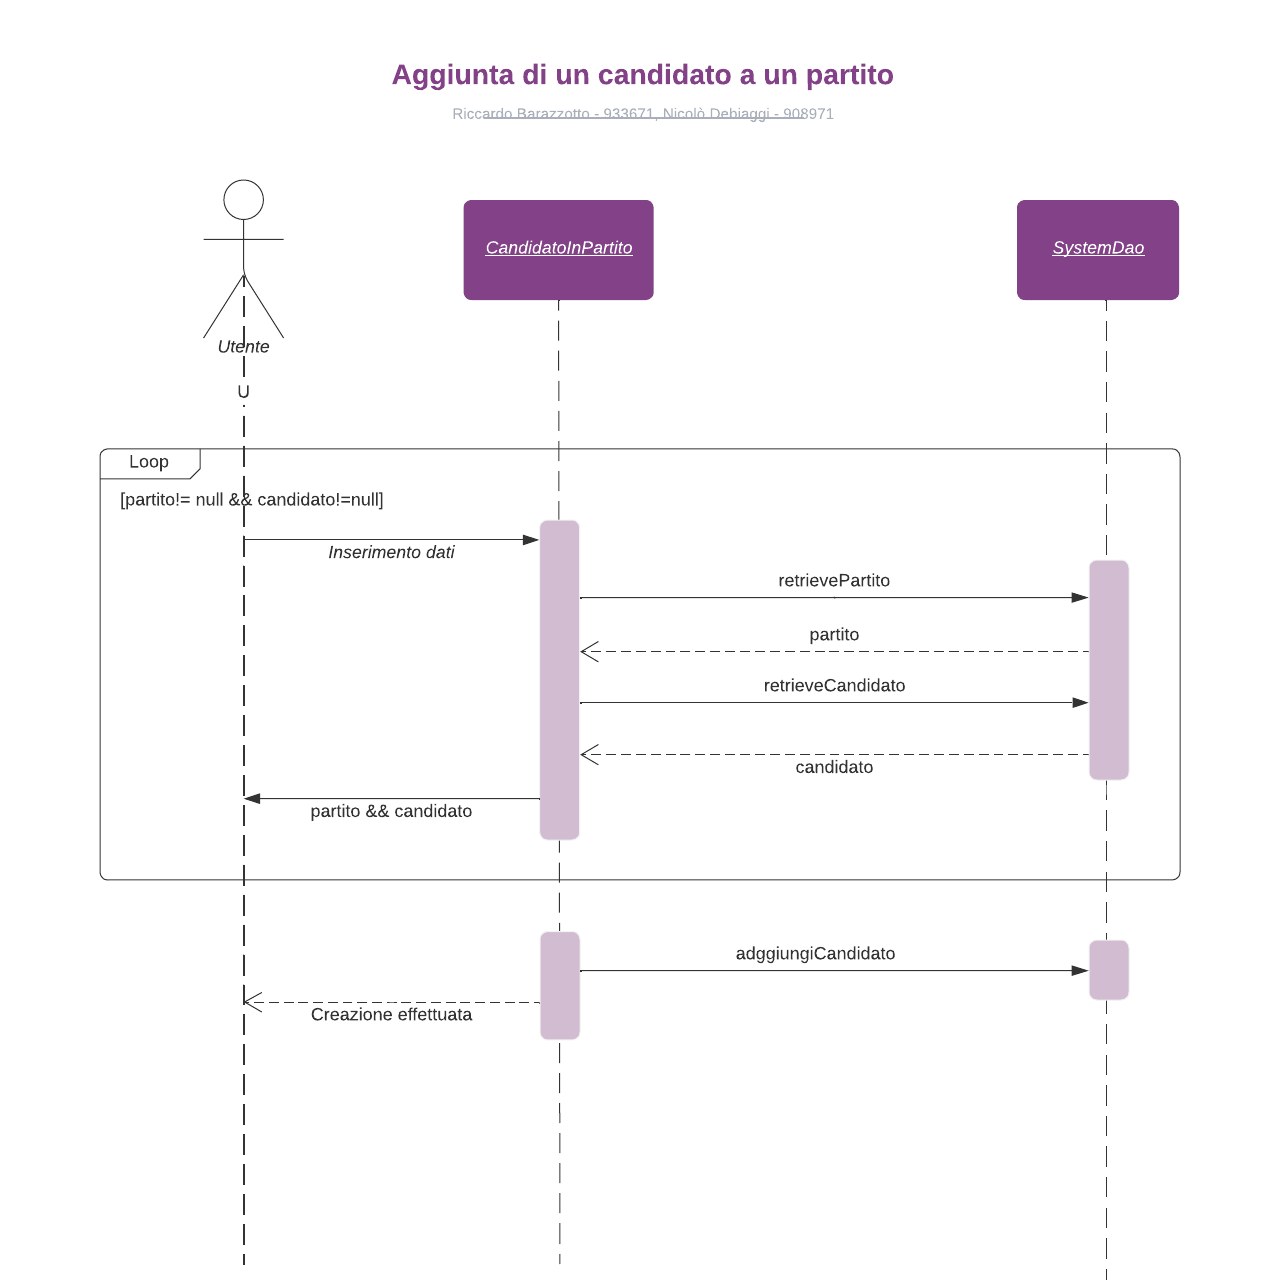 Aggiunta di un candidato a un partito
Riccardo Barazzotto - 933671, Nicolò Debiaggi - 908971
CandidatoInPartito
SystemDao
Utente
U
Loop
[partito!= null && candidato!=null]
Inserimento dati
retrievePartito
partito
retrieveCandidato
candidato
partito && candidato
adggiungiCandidato
Creazione effettuata